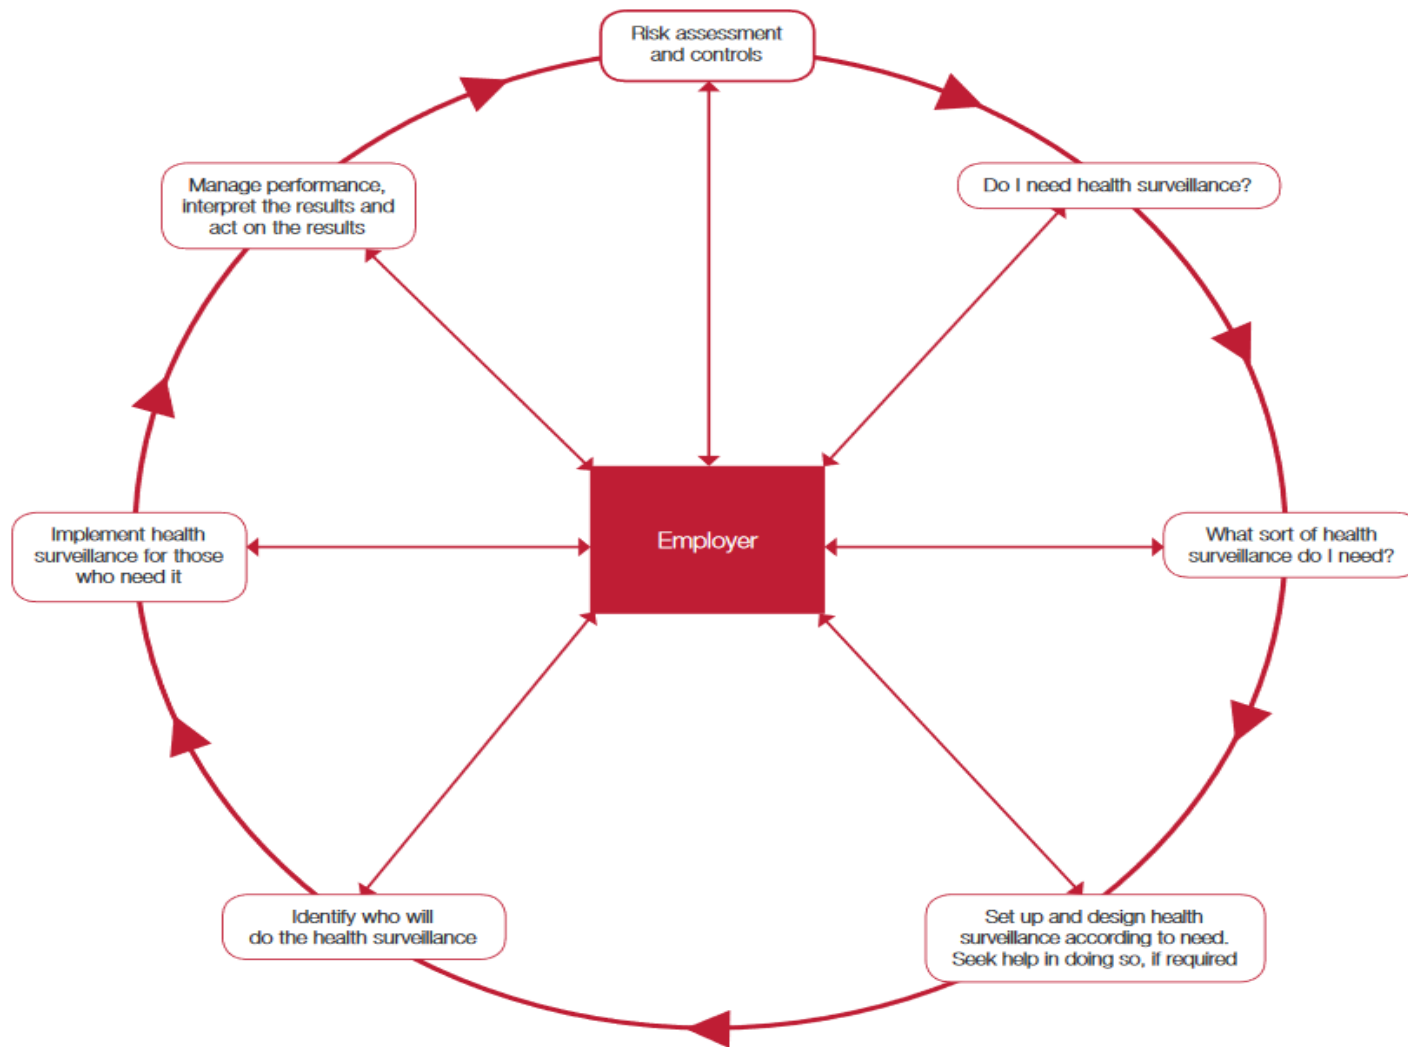 Risk assessment
and controls
Manage performance,
interpret the results and
act on the results
Do I need health surveillance?
Implement health
surveillance for those
who need it
Employer
What sort of health
surveillance do I need?
Identify who will
do the health surveillance
Set up and design health
surveillance according to need.
Seek help in doing so, if required